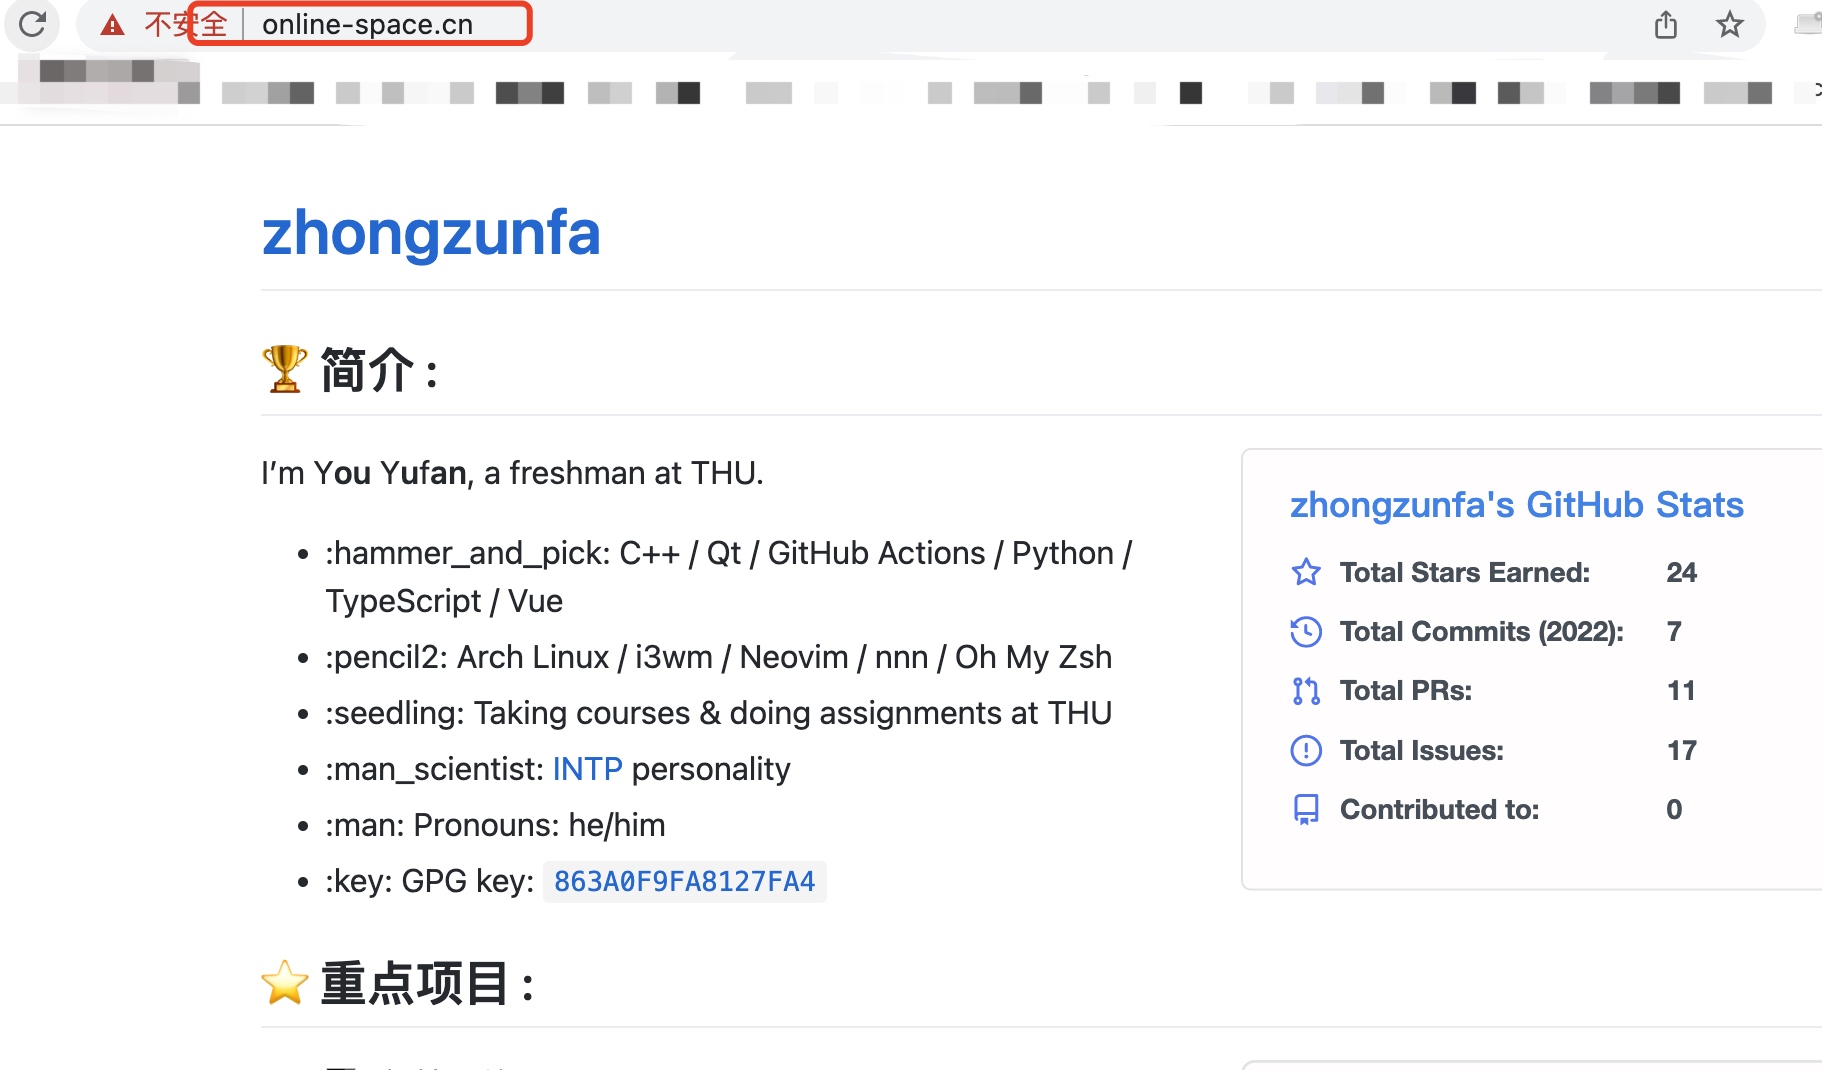 不安全 online-space.cn
zhongzunfa
🏆 简介 :
I'm You Yufan, a freshman at THU.
• :hammer_and_pick: C++ / Qt / GitHub Actions / Python /
TypeScript / Vue
• :pencil2: Arch Linux / i3wm / Neovim / nnn / Oh My Zsh
• :seedling: Taking courses & doing assignments at THU
• :man_scientist: INTP personality
• :man: Pronouns: he/him
• :key: GPG key: 863A0F9FA8127FA4
zhongzunfa's GitHub Stats
Total Stars Earned: 24
Total Commits (2022): 7
Total PRs: 11
Total Issues: 17
Contributed to: 0
⭐ 重点项目 :